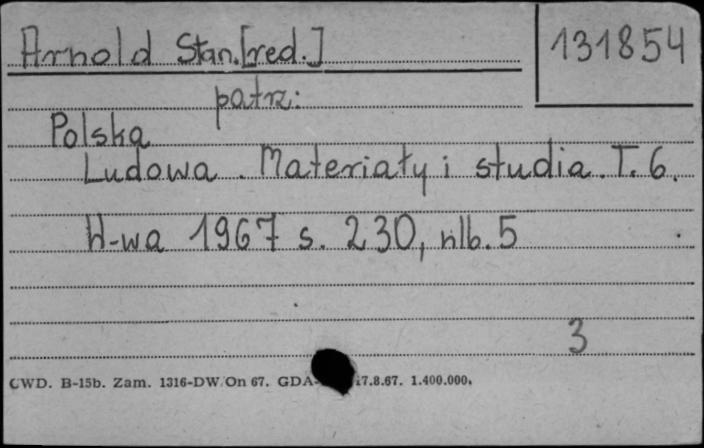 Arnold Stan. [red.]
131854
patrz:
Polska
Ludowa. Materiały i studia. T. 6.
W-wa 1967 s. 230, nlb. 5
3
CWD. B-15b. Zam. 1316-DW/On 67. GDA- 17.8.67. 1.400.000.